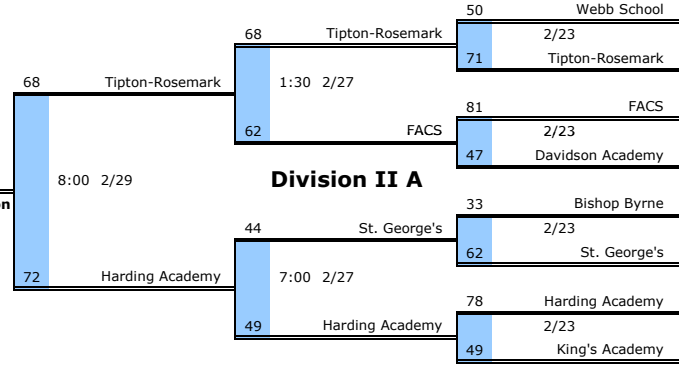 50 Webb School
68 Tipton-Rosemark 2/23
71 Tipton-Rosemark
68 Tipton-Rosemark 1:30 2/27
81 FACS
62 FACS 2/23
47 Davidson Academy
8:00 2/29 Division II A
on 33 Bishop Byrne
44 St. George's 2/23
62 St. George's
72 Harding Academy 7:00 2/27
78 Harding Academy
49 Harding Academy 2/23
49 King's Academy